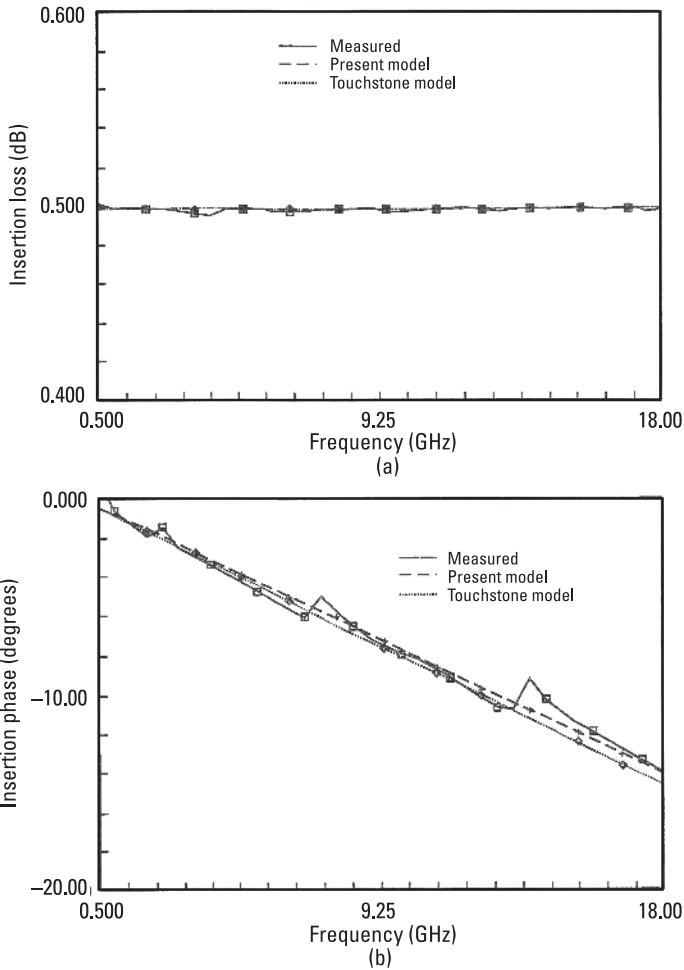 0.600
Measured
Present model
Touchstone model
Insertion loss (dB)
0.500
0.400
0.500
9.25
18.00
Frequency (GHz)
(a)
0.000
Measured
Present model
Touchstone model
Insertion phase (degrees)
–10.00
–20.00
0.500
9.25
18.00
Frequency (GHz)
(b)